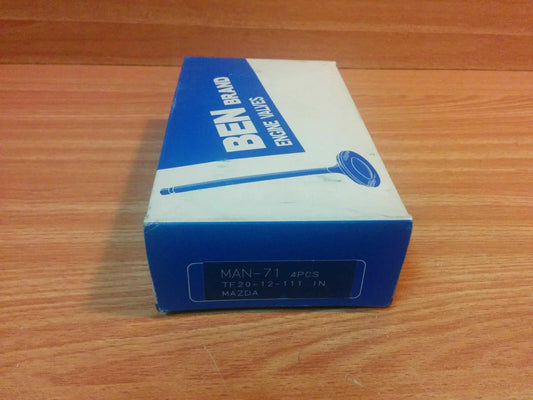 BEN BRAND
ENGINE VALVES
MAN-71 4PCS
TF20-12-111 IN
MAZDA